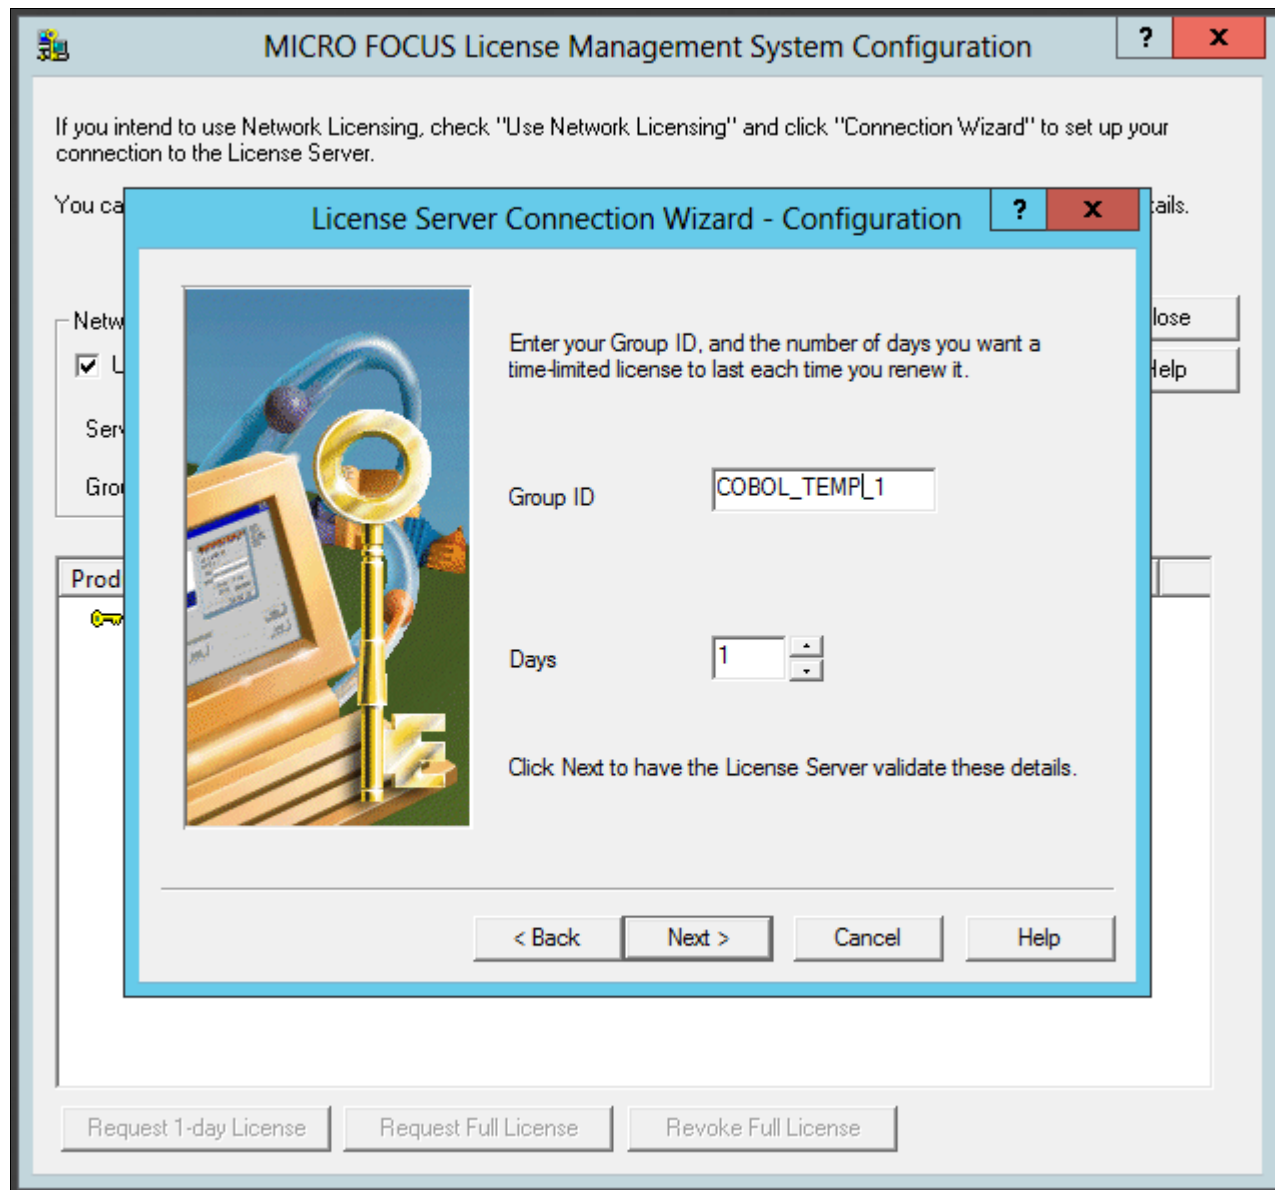 MICRO FOCUS License Management System Configuration
?
x
If you intend to use Network Licensing, check "Use Network Licensing" and click "Connection Wizard" to set up your
connection to the License Server.
You ca
License Server Connection Wizard - Configuration
?
x
ails.
Netw
lose
Enter your Group ID, and the number of days you want a
time-limited license to last each time you renew it.
Help
Serv
Group ID
COBOL_TEMP_1
Prod
Days
1
Click Next to have the License Server validate these details.
< Back
Next >
Cancel
Help
Request 1-day License
Request Full License
Revoke Full License